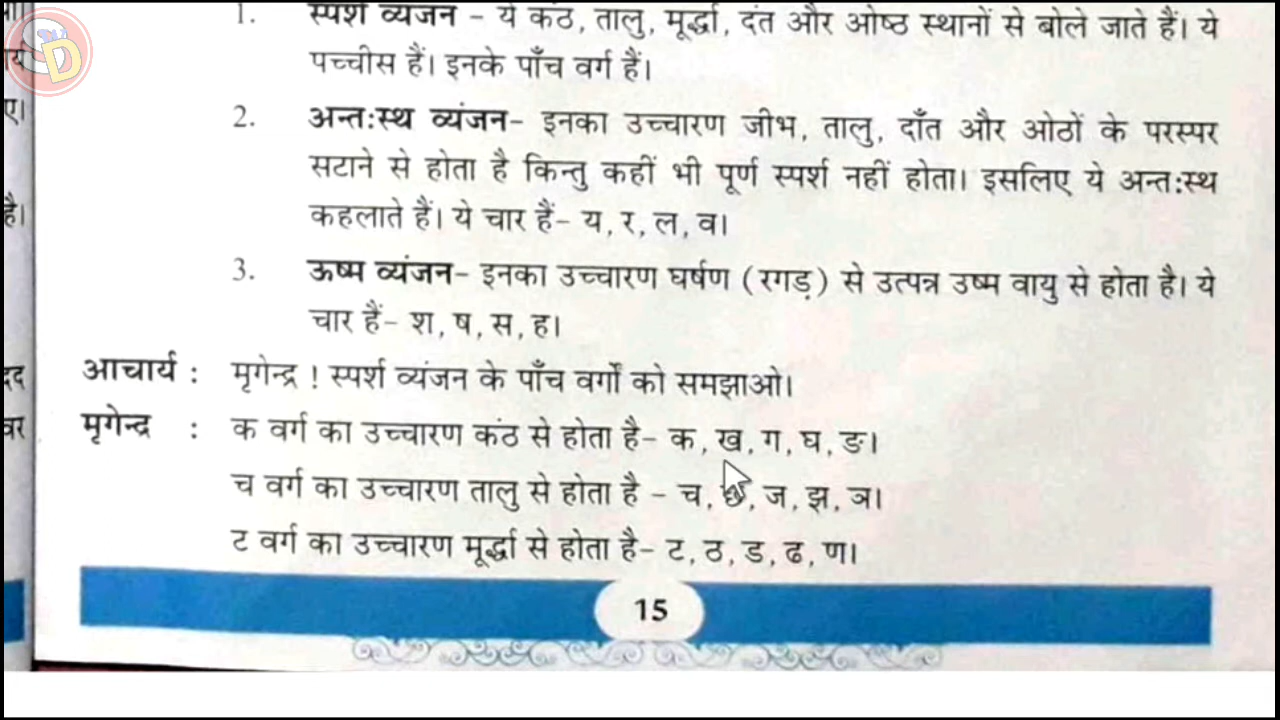 1. स्पर्श व्यंजन - ये कंठ, तालु, मूर्द्धा, दंत और ओष्ठ स्थानों से बोले जाते हैं। ये
पच्चीस हैं। इनके पाँच वर्ग हैं।
2. अन्तःस्थ व्यंजन- इनका उच्चारण जीभ, तालु, दाँत और ओठों के परस्पर
सटाने से होता है किन्तु कहीं भी पूर्ण स्पर्श नहीं होता। इसलिए ये अन्तःस्थ
कहलाते हैं। ये चार हैं- य, र, ल, व।
3. ऊष्म व्यंजन- इनका उच्चारण घर्षण (रगड़) से उत्पन्न उष्म वायु से होता है। ये
चार हैं- श, ष, स, ह।
आचार्य : मृगेन्द्र ! स्पर्श व्यंजन के पाँच वर्गों को समझाओ।
मृगेन्द्र : क वर्ग का उच्चारण कंठ से होता है- क, ख, ग, घ, ङ।
च वर्ग का उच्चारण तालु से होता है - च, छ, ज, झ, ञ।
ट वर्ग का उच्चारण मूर्द्धा से होता है- ट, ठ, ड, ढ, ण।
15